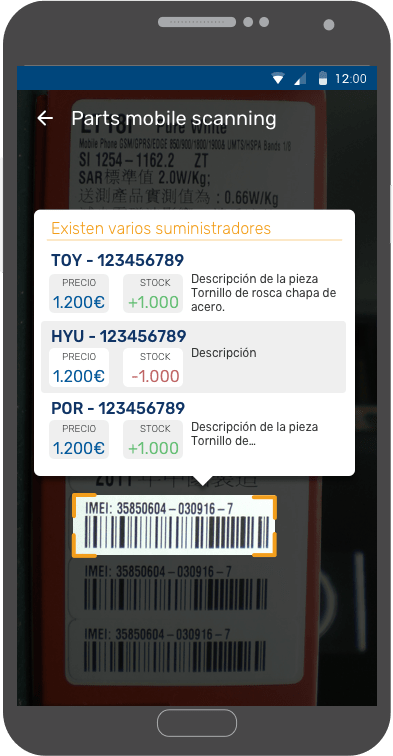 12:00
Parts mobile scanning
Pure White
Mobile Phone GSM/GPRS/EDGE 850/900/1800/1900& UMTS/HSPA Bands 1/8
SI 1254-1162.2 ZT
SAR標準值 2.0W/Kg;
送測產品實測值為：0.66W/Kg
Existen varios suministradores
TOY - 123456789
PRECIO
1.200€
STOCK
+1.000
Descripción de la pieza
Tornillo de rosca chapa de
acero.
HYU - 123456789
PRECIO
1.200€
STOCK
-1.000
Descripción
POR - 123456789
PRECIO
1.200€
STOCK
+1.000
Descripción de la pieza
Tornillo de...
IMEI: 35850604-030916-7
IMEI: 35850604-030916-7
IMEI: 35850604-030916-7